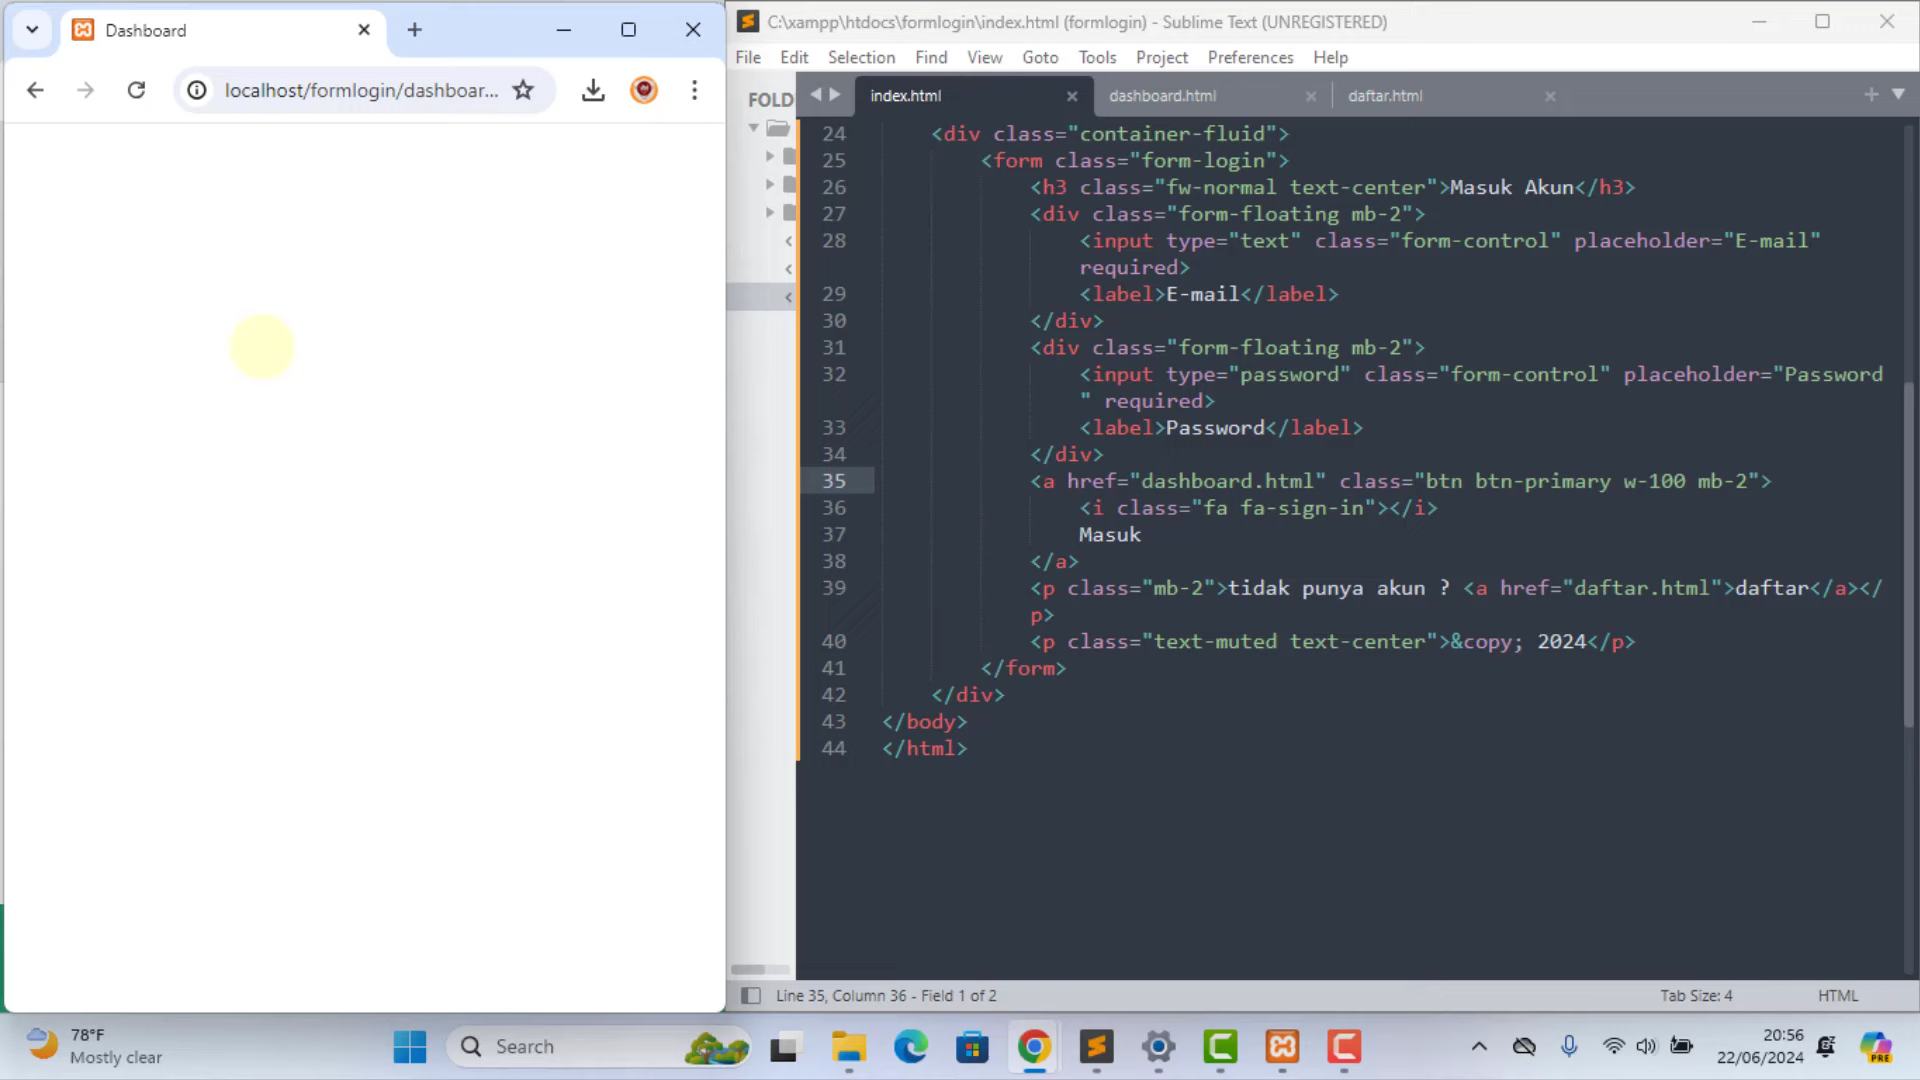 Dashboard
localhost/formlogin/dashboar...
C:\xampp\htdocs\formlogin\index.html (formlogin) - Sublime Text (UNREGISTERED)
File Edit Selection Find View Goto Tools Project Preferences Help
FOLD
index.html dashboard.html daftar.html
24 <div class="container-fluid">
25 <form class="form-login">
26 <h3 class="fw-normal text-center">Masuk Akun</h3>
27 <div class="form-floating mb-2">
28 <input type="text" class="form-control" placeholder="E-mail"
required>
29 <label>E-mail</label>
30 </div>
31 <div class="form-floating mb-2">
32 <input type="password" class="form-control" placeholder="Password
" required>
33 <label>Password</label>
34 </div>
35 <a href="dashboard.html" class="btn btn-primary w-100 mb-2">
36 <i class="fa fa-sign-in"></i>
37 Masuk
38 </a>
39 <p class="mb-2">tidak punya akun ? <a href="daftar.html">daftar</a></
p>
40 <p class="text-muted text-center">&copy; 2024</p>
41 </form>
42 </div>
43 </body>
44 </html>
Line 35, Column 36 - Field 1 of 2
Tab Size: 4
HTML
78°F
Mostly clear
Search
20:56
22/06/2024
PRE